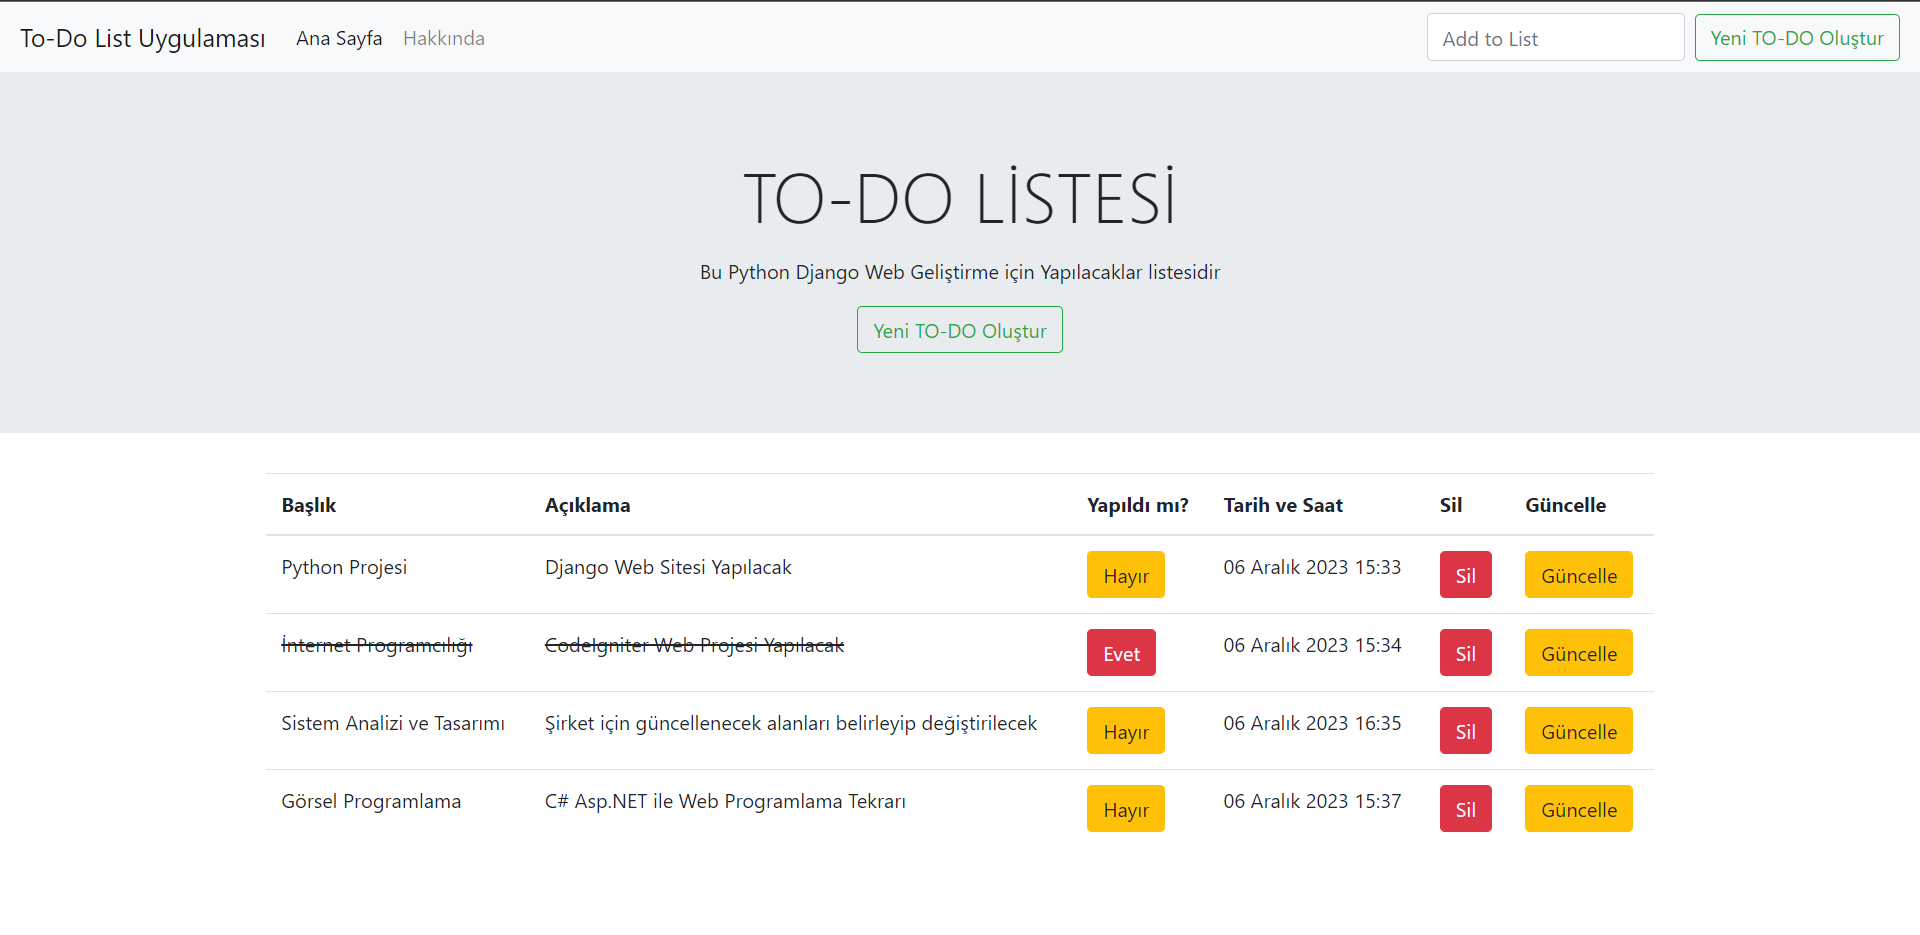 To-Do List Uygulaması Ana Sayfa Hakkında Add to List Yeni TO-DO Oluştur
TO-DO LİSTESİ
Bu Python Django Web Geliştirme için Yapılacaklar listesidir
Yeni TO-DO Oluştur
Başlık Açıklama Yapıldı mı? Tarih ve Saat Sil Güncelle
Python Projesi Django Web Sitesi Yapılacak Hayır 06 Aralık 2023 15:33 Sil Güncelle
İnternet Programcılığı CodeIgniter Web Projesi Yapılacak Evet 06 Aralık 2023 15:34 Sil Güncelle
Sistem Analizi ve Tasarımı Şirket için güncellenecek alanları belirleyip değiştirilecek Hayır 06 Aralık 2023 16:35 Sil Güncelle
Görsel Programlama C# Asp.NET ile Web Programlama Tekrarı Hayır 06 Aralık 2023 15:37 Sil Güncelle